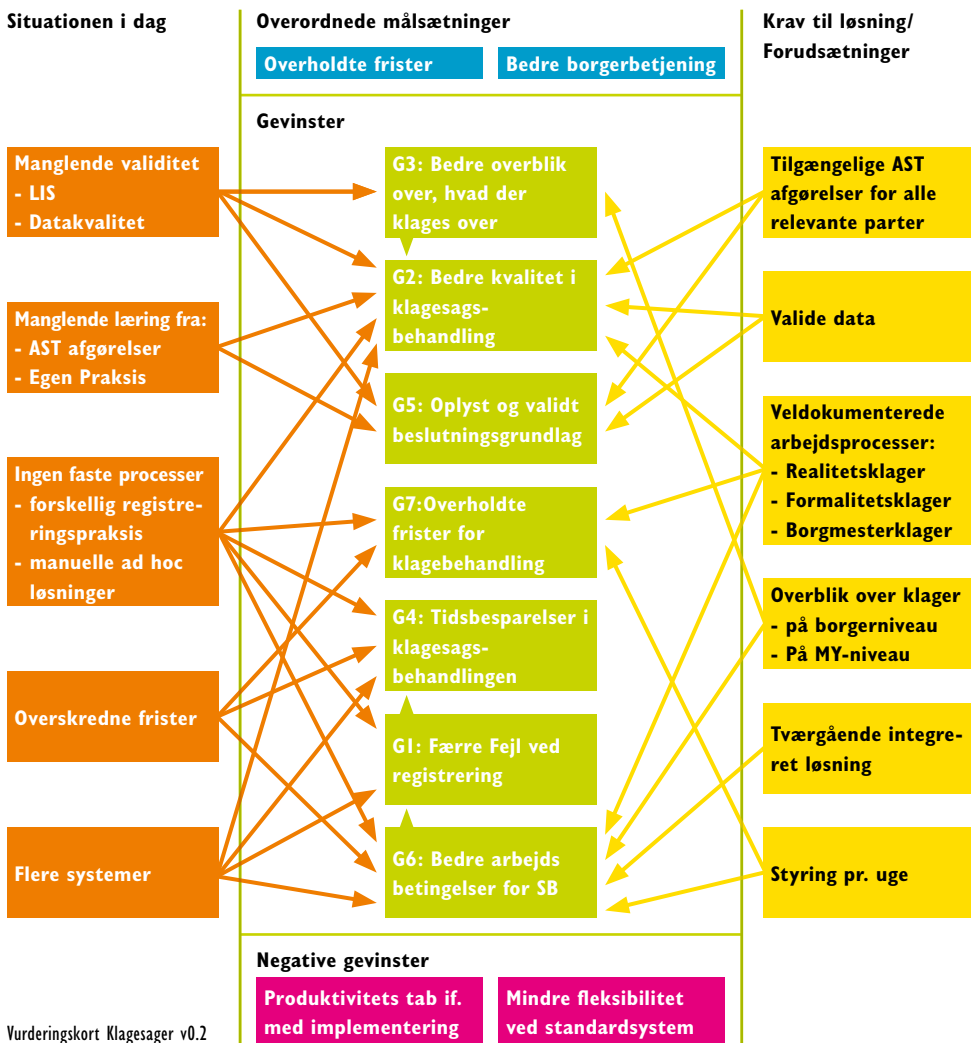 Situationen i dag
Overordnede målsætninger
Krav til løsning/
Forudsætninger
Overholdte frister
Bedre borgerbetjening
Gevinster
Manglende validitet
- LIS
- Datakvalitet
Manglende læring fra:
- AST afgørelser
- Egen Praksis
Ingen faste processer
- forskellig registre-
ringspraksis
- manuelle ad hoc
løsninger
Overskredne frister
Flere systemer
G3: Bedre overblik
over, hvad der
klages over
G2: Bedre kvalitet i
klagesags-
behandling
G5: Oplyst og validt
beslutningsgrundlag
G7:Overholdte
frister for
klagebehandling
G4: Tidsbesparelser i
klagesags-
behandlingen
G1: Færre Fejl ved
registrering
G6: Bedre arbejds
betingelser for SB
Tilgængelige AST
afgørelser for alle
relevante parter
Valide data
Veldokumenterede
arbejdsprocesser:
- Realitetsklager
- Formalitetsklager
- Borgmesterklager
Overblik over klager
- på borgerniveau
- På MY-niveau
Tværgående integre-
ret løsning
Styring pr. uge
Negative gevinster
Produktivitets tab if.
med implementering
Mindre fleksibilitet
ved standardsystem
Vurderingskort Klagesager v0.2